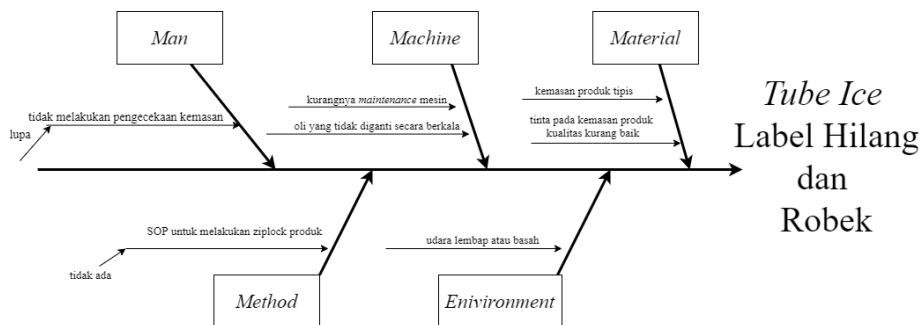 Man
Machine
Material
kurangnya maintenance mesin
kemasan produk tipis
tidak melakukan pengecekaan kemasan
lupa
oli yang tidak diganti secara berkala
tinta pada kemasan produk
kualitas kurang baik
Tube Ice
Label Hilang
dan
Robek
SOP untuk melakukan ziplock produk
tidak ada
udara lembap atau basah
Method
Enivironment